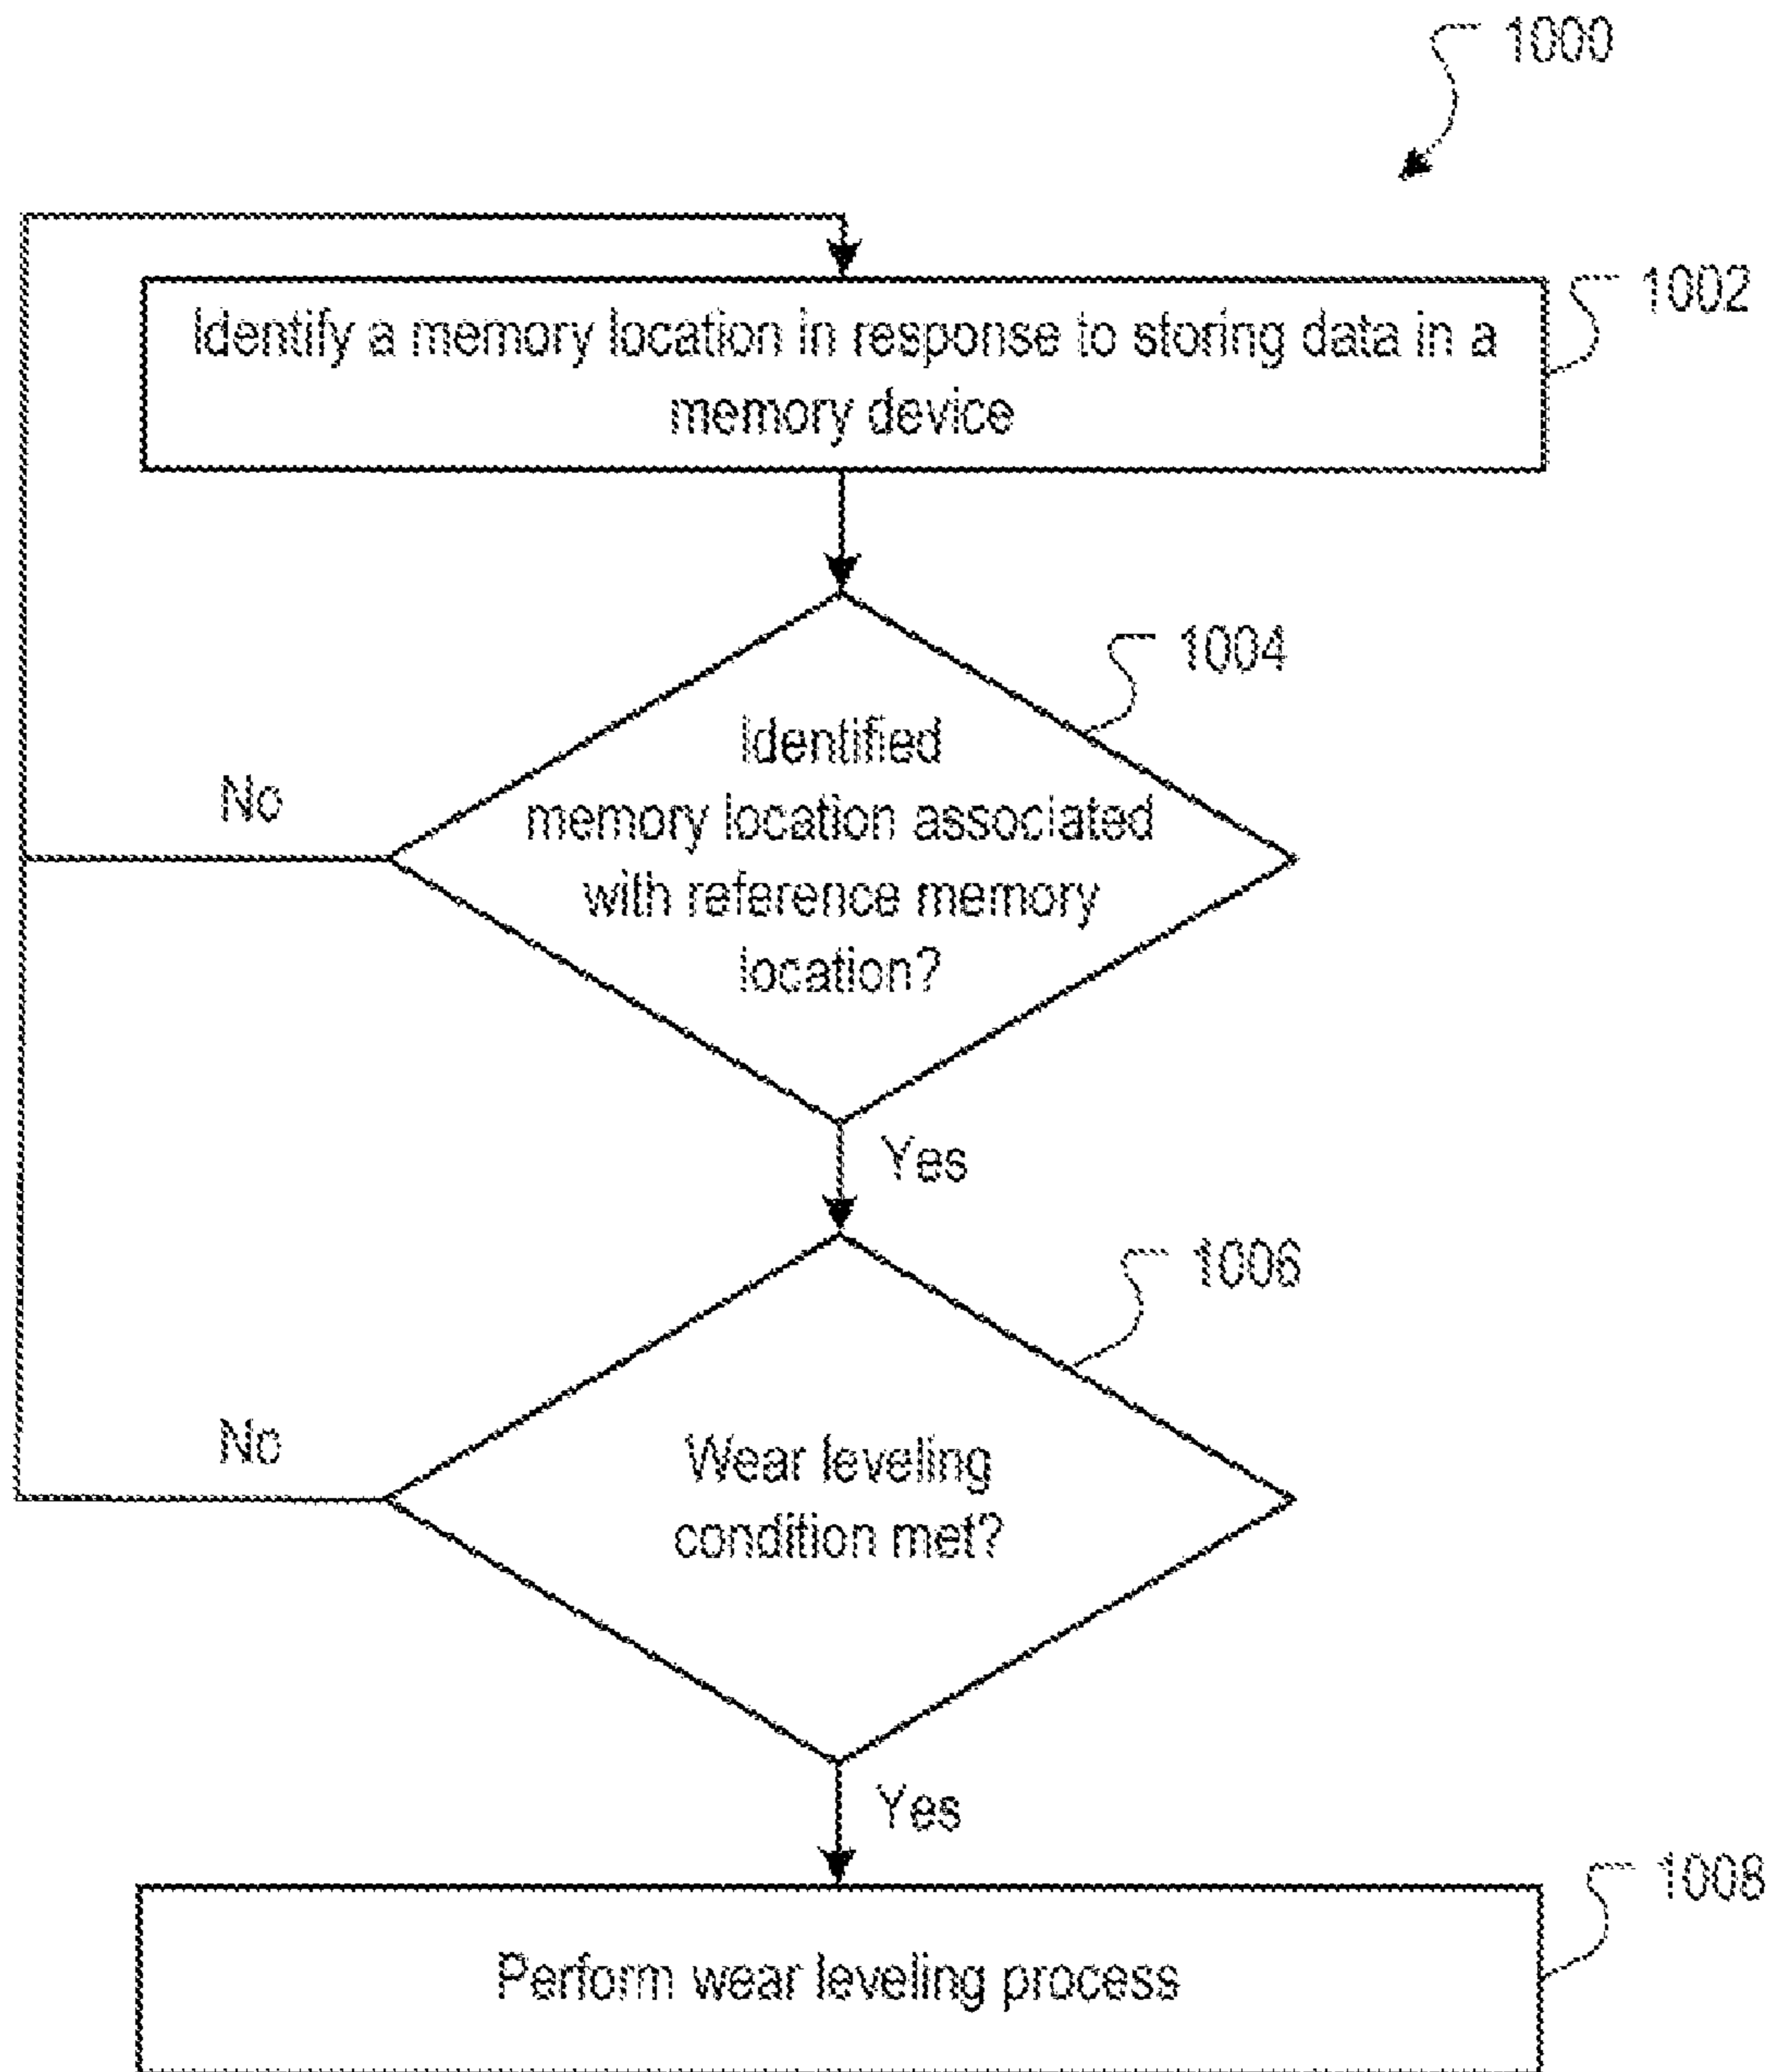 1000
Identify a memory location in response to storing data in a
memory device
1002
1004
Identified
memory location associated
with reference memory
location?
No
Yes
1006
Wear leveling
condition met?
No
Yes
1008
Perform wear leveling process